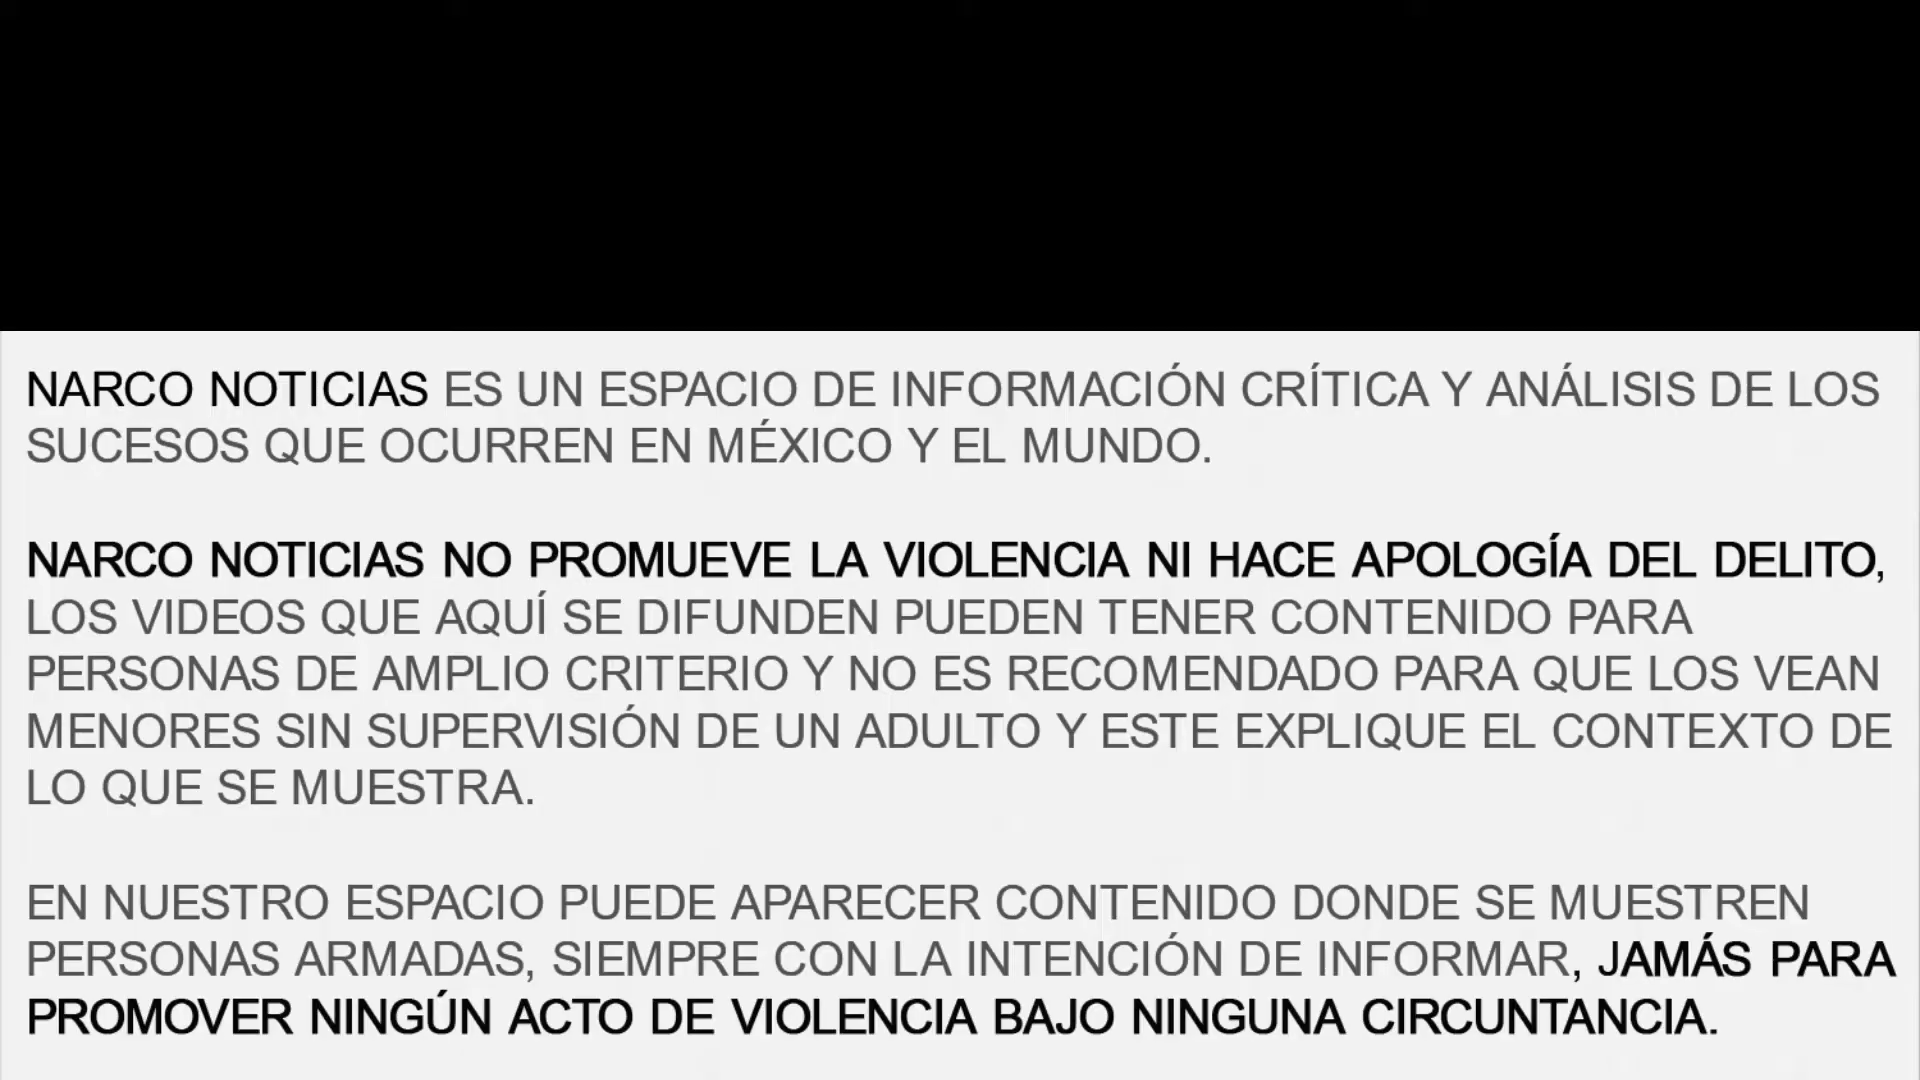 NARCO NOTICIAS ES UN ESPACIO DE INFORMACIÓN CRÍTICA Y ANÁLISIS DE LOS
SUCESOS QUE OCURREN EN MÉXICO Y EL MUNDO.
NARCO NOTICIAS NO PROMUEVE LA VIOLENCIA NI HACE APOLOGÍA DEL DELITO,
LOS VIDEOS QUE AQUÍ SE DIFUNDEN PUEDEN TENER CONTENIDO PARA
PERSONAS DE AMPLIO CRITERIO Y NO ES RECOMENDADO PARA QUE LOS VEAN
MENORES SIN SUPERVISIÓN DE UN ADULTO Y ESTE EXPLIQUE EL CONTEXTO DE
LO QUE SE MUESTRA.
EN NUESTRO ESPACIO PUEDE APARECER CONTENIDO DONDE SE MUESTREN
PERSONAS ARMADAS, SIEMPRE CON LA INTENCIÓN DE INFORMAR, JAMÁS PARA
PROMOVER NINGÚN ACTO DE VIOLENCIA BAJO NINGUNA CIRCUNTANCIA.